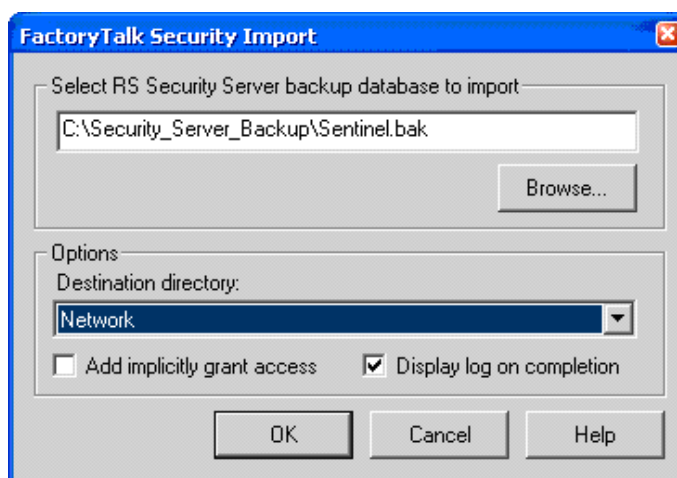 FactoryTalk Security Import
Select RS Security Server backup database to import
C:\Security_Server_Backup\Sentinel.bak
Browse...
Options
Destination directory:
Network
Add implicitly grant access
Display log on completion
OK
Cancel
Help